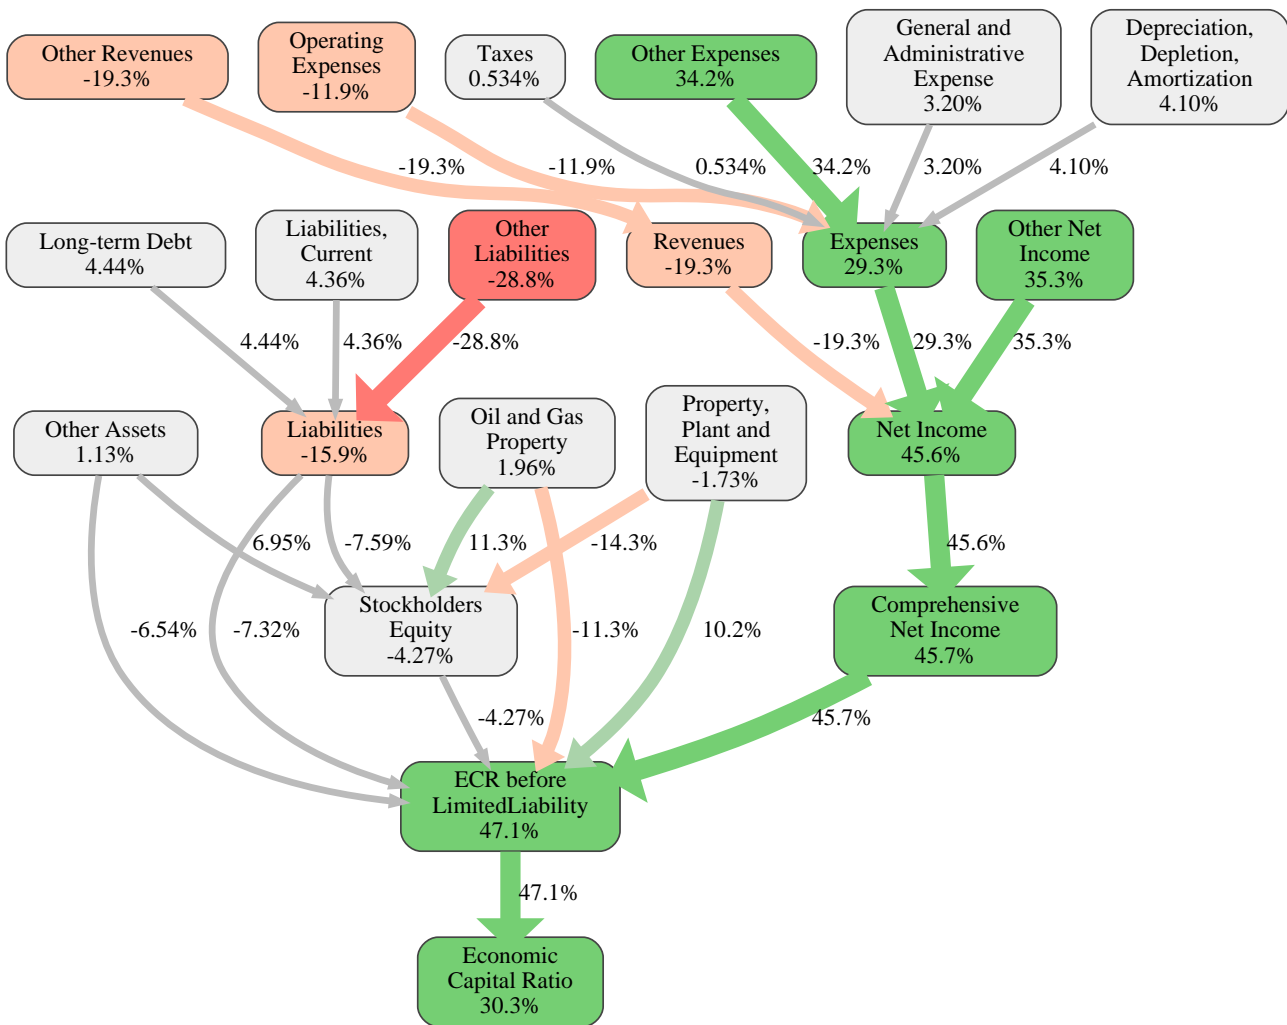 Other Revenues
-19.3%
Operating
Expenses
-11.9%
Taxes
0.534%
Other Expenses
34.2%
General and
Administrative
Expense
3.20%
Depreciation,
Depletion,
Amortization
4.10%
-19.3%
-11.9%
0.534%
34.2%
3.20%
4.10%
Long-term Debt
4.44%
Liabilities,
Current
4.36%
Other
Liabilities
-28.8%
Revenues
-19.3%
Expenses
29.3%
Other Net
Income
35.3%
4.44%
4.36%
-28.8%
-19.3%
29.3%
35.3%
Other Assets
1.13%
Liabilities
-15.9%
Oil and Gas
Property
1.96%
Property,
Plant and
Equipment
-1.73%
Net Income
45.6%
6.95%
-7.59%
11.3%
-14.3%
45.6%
Stockholders
Equity
-4.27%
Comprehensive
Net Income
45.7%
-6.54%
-7.32%
-11.3%
10.2%
-4.27%
45.7%
ECR before
LimitedLiability
47.1%
47.1%
Economic
Capital Ratio
30.3%